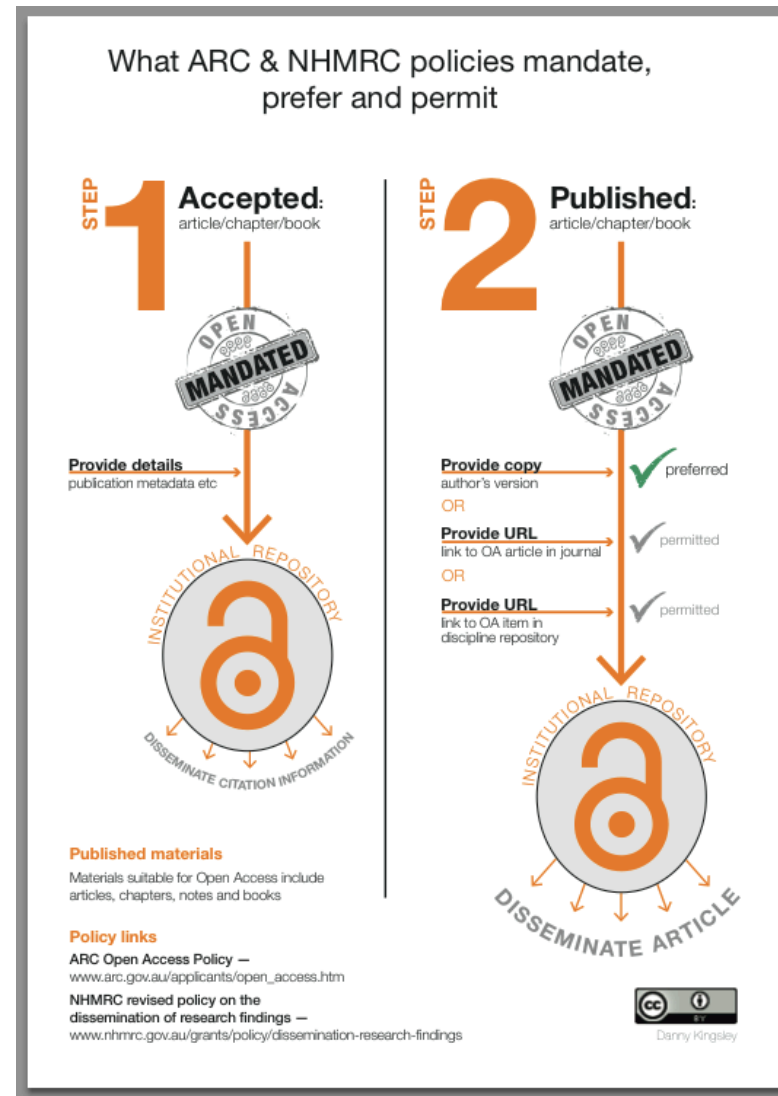 What ARC & NHMRC policies mandate,
prefer and permit
STEP
1
Accepted:
article/chapter/book
OPEN
MANDATED
ACCESS
Provide details
publication metadata etc
INSTITUTIONAL REPOSITORY
DISSEMINATE CITATION INFORMATION
STEP
2
Published:
article/chapter/book
OPEN
MANDATED
ACCESS
Provide copy
author's version
preferred
OR
Provide URL
link to OA article in journal
permitted
OR
Provide URL
link to OA item in
discipline repository
permitted
INSTITUTIONAL REPOSITORY
DISSEMINATE ARTICLE
Published materials
Materials suitable for Open Access include
articles, chapters, notes and books
Policy links
ARC Open Access Policy —
www.arc.gov.au/applicants/open_access.htm
NHMRC revised policy on the
dissemination of research findings —
www.nhmrc.gov.au/grants/policy/dissemination-research-findings
cc
BY
Danny Kingsley